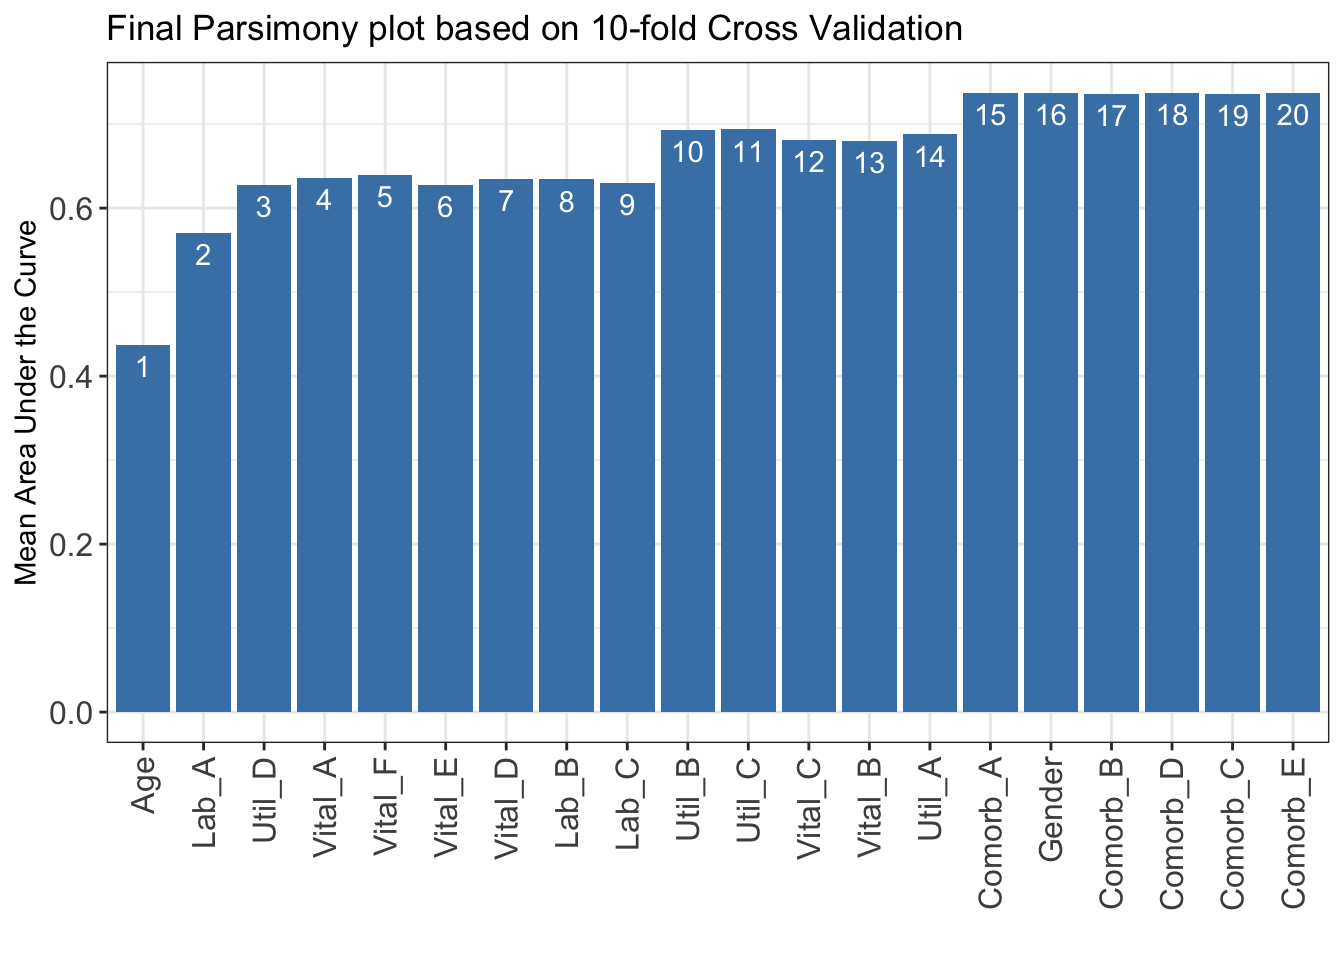 Final Parsimony plot based on 10-fold Cross Validation
Mean Area Under the Curve
0.6
0.4
0.2
0.0
1
2
3
4
5
6
7
8
9
10
11
12
13
14
15
16
17
18
19
20
Age
Lab_A
Util_D
Vital_A
Vital_F
Vital_E
Vital_D
Lab_B
Lab_C
Util_B
Util_C
Vital_C
Vital_B
Util_A
Comorb_A
Gender
Comorb_B
Comorb_D
Comorb_C
Comorb_E